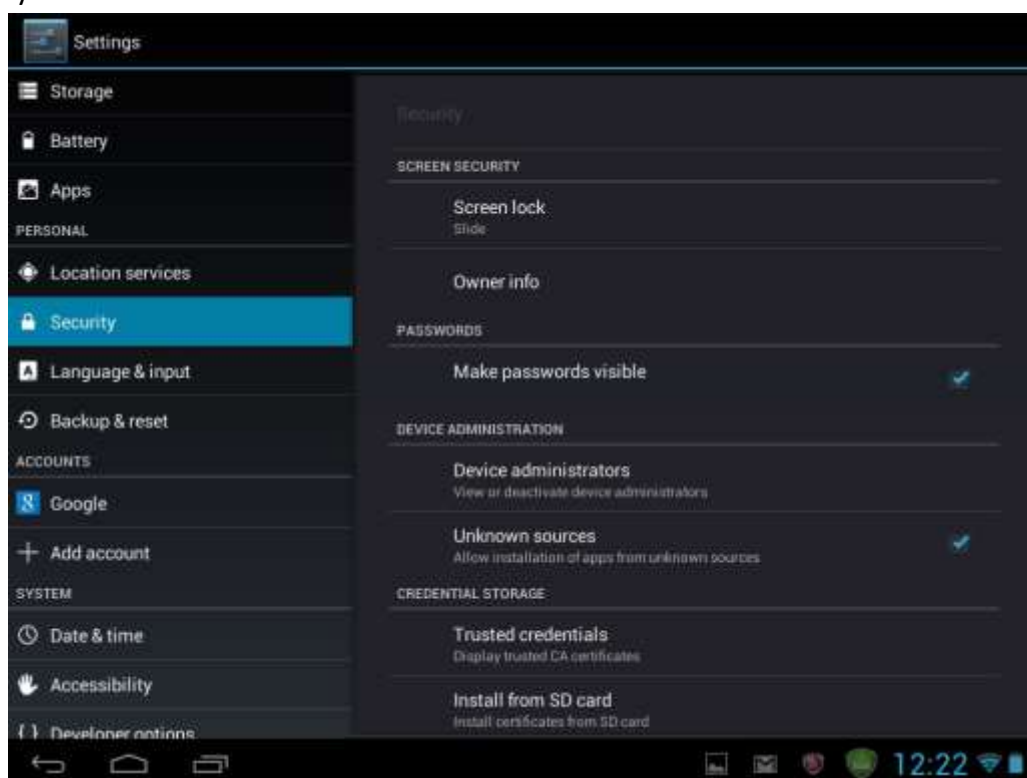 Settings
Storage
Battery
Apps
PERSONAL
Location services
Security
Language & input
Backup & reset
ACCOUNTS
Google
Add account
SYSTEM
Date & time
Accessibility
Developer options
Security
SCREEN SECURITY
Screen lock
Slide
Owner info
PASSWORDS
Make passwords visible
DEVICE ADMINISTRATION
Device administrators
View or deactivate device administrators
Unknown sources
Allow installation of apps from unknown sources
CREDENTIAL STORAGE
Trusted credentials
Display trusted CA certificates
Install from SD card
Install certificates from SD card
12:22